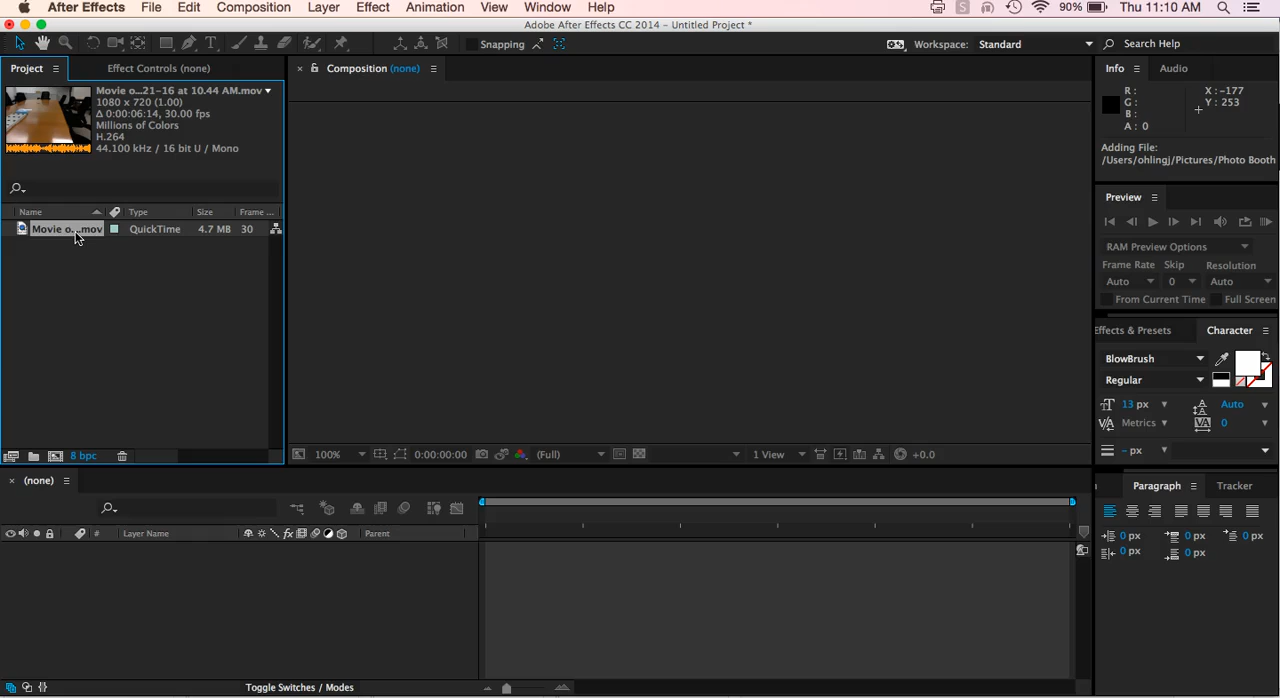 After Effects File Edit Composition Layer Effect Animation View Window Help 90% Thu 11:10 AM
Adobe After Effects CC 2014 - Untitled Project *
Snapping Workspace: Standard Search Help
Project Effect Controls (none) Composition (none) Info Audio
Movie o...21-16 at 10.44 AM.mov
1080 x 720 (1.00)
Δ 0:00:06:14, 30.00 fps
Millions of Colors
H.264
44.100 kHz / 16 bit U / Mono
R: X: -177
G: Y: 253
B:
A: 0
Adding File:
/Users/ohlingj/Pictures/Photo Booth
Preview
Name Type Size Frame ...
Movie o....mov QuickTime 4.7 MB 30
RAM Preview Options
Frame Rate Skip Resolution
Auto 0 Auto
From Current Time Full Screen
Effects & Presets Character
BlowBrush
Regular
13 px Auto
Metrics 0
- px
8 bpc 100% 0:00:00:00 (Full) 1 View +0.0
(none) Paragraph Tracker
# Layer Name fx Parent
0 px 0 px 0 px
0 px 0 px
Toggle Switches / Modes